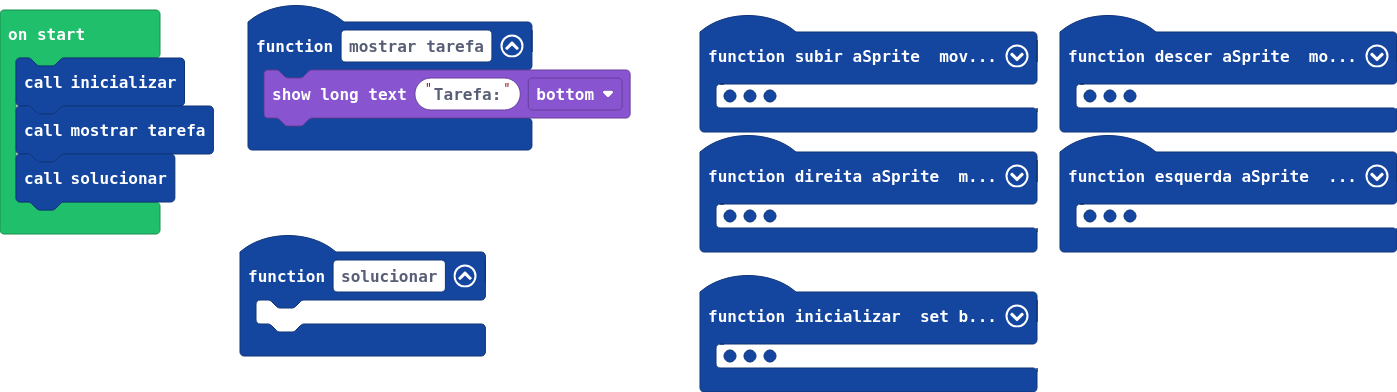 on start
call inicializar
call mostrar tarefa
call solucionar
function mostrar tarefa
show long text "Tarefa:" bottom
function solucionar
function subir aSprite mov...
function descer aSprite mo...
function direita aSprite m...
function esquerda aSprite ...
function inicializar set b...